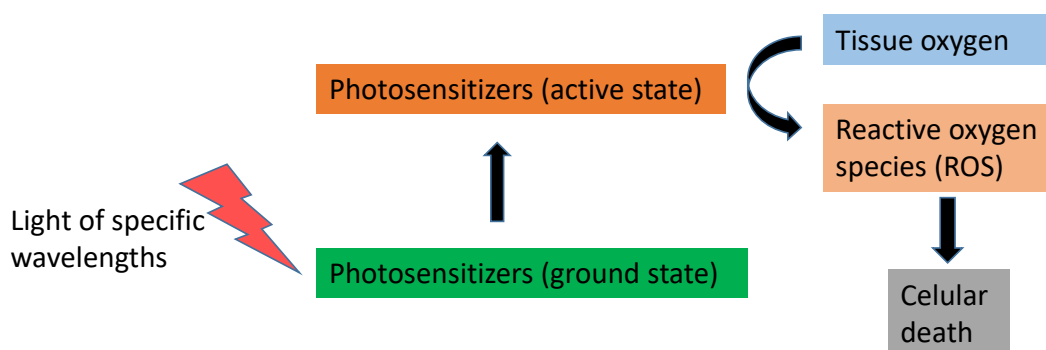 Tissue oxygen
Photosensitizers (active state)
Reactive oxygen
species (ROS)
Light of specific
wavelengths
Photosensitizers (ground state)
Celular
death